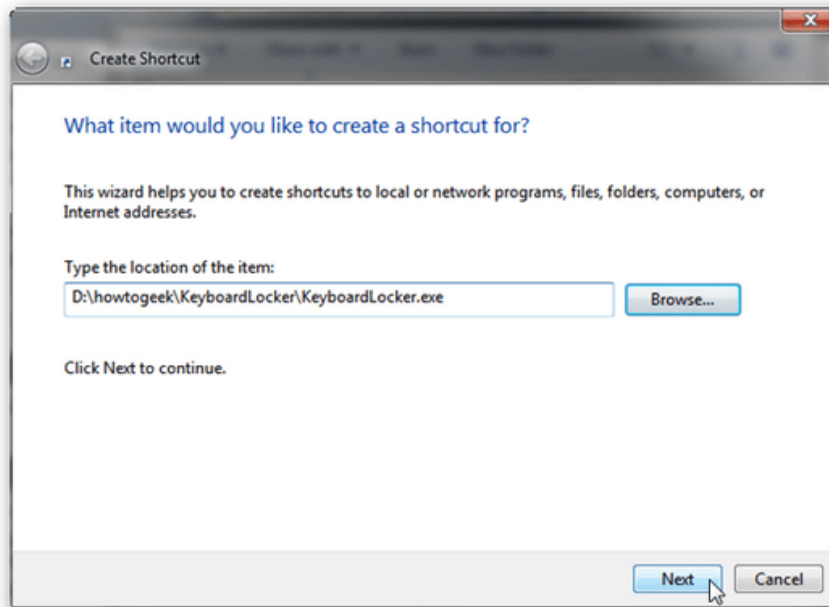 Create Shortcut
What item would you like to create a shortcut for?
This wizard helps you to create shortcuts to local or network programs, files, folders, computers, or
Internet addresses.
Type the location of the item:
D:\howtogeek\KeyboardLocker\KeyboardLocker.exe
Browse...
Click Next to continue.
Next
Cancel